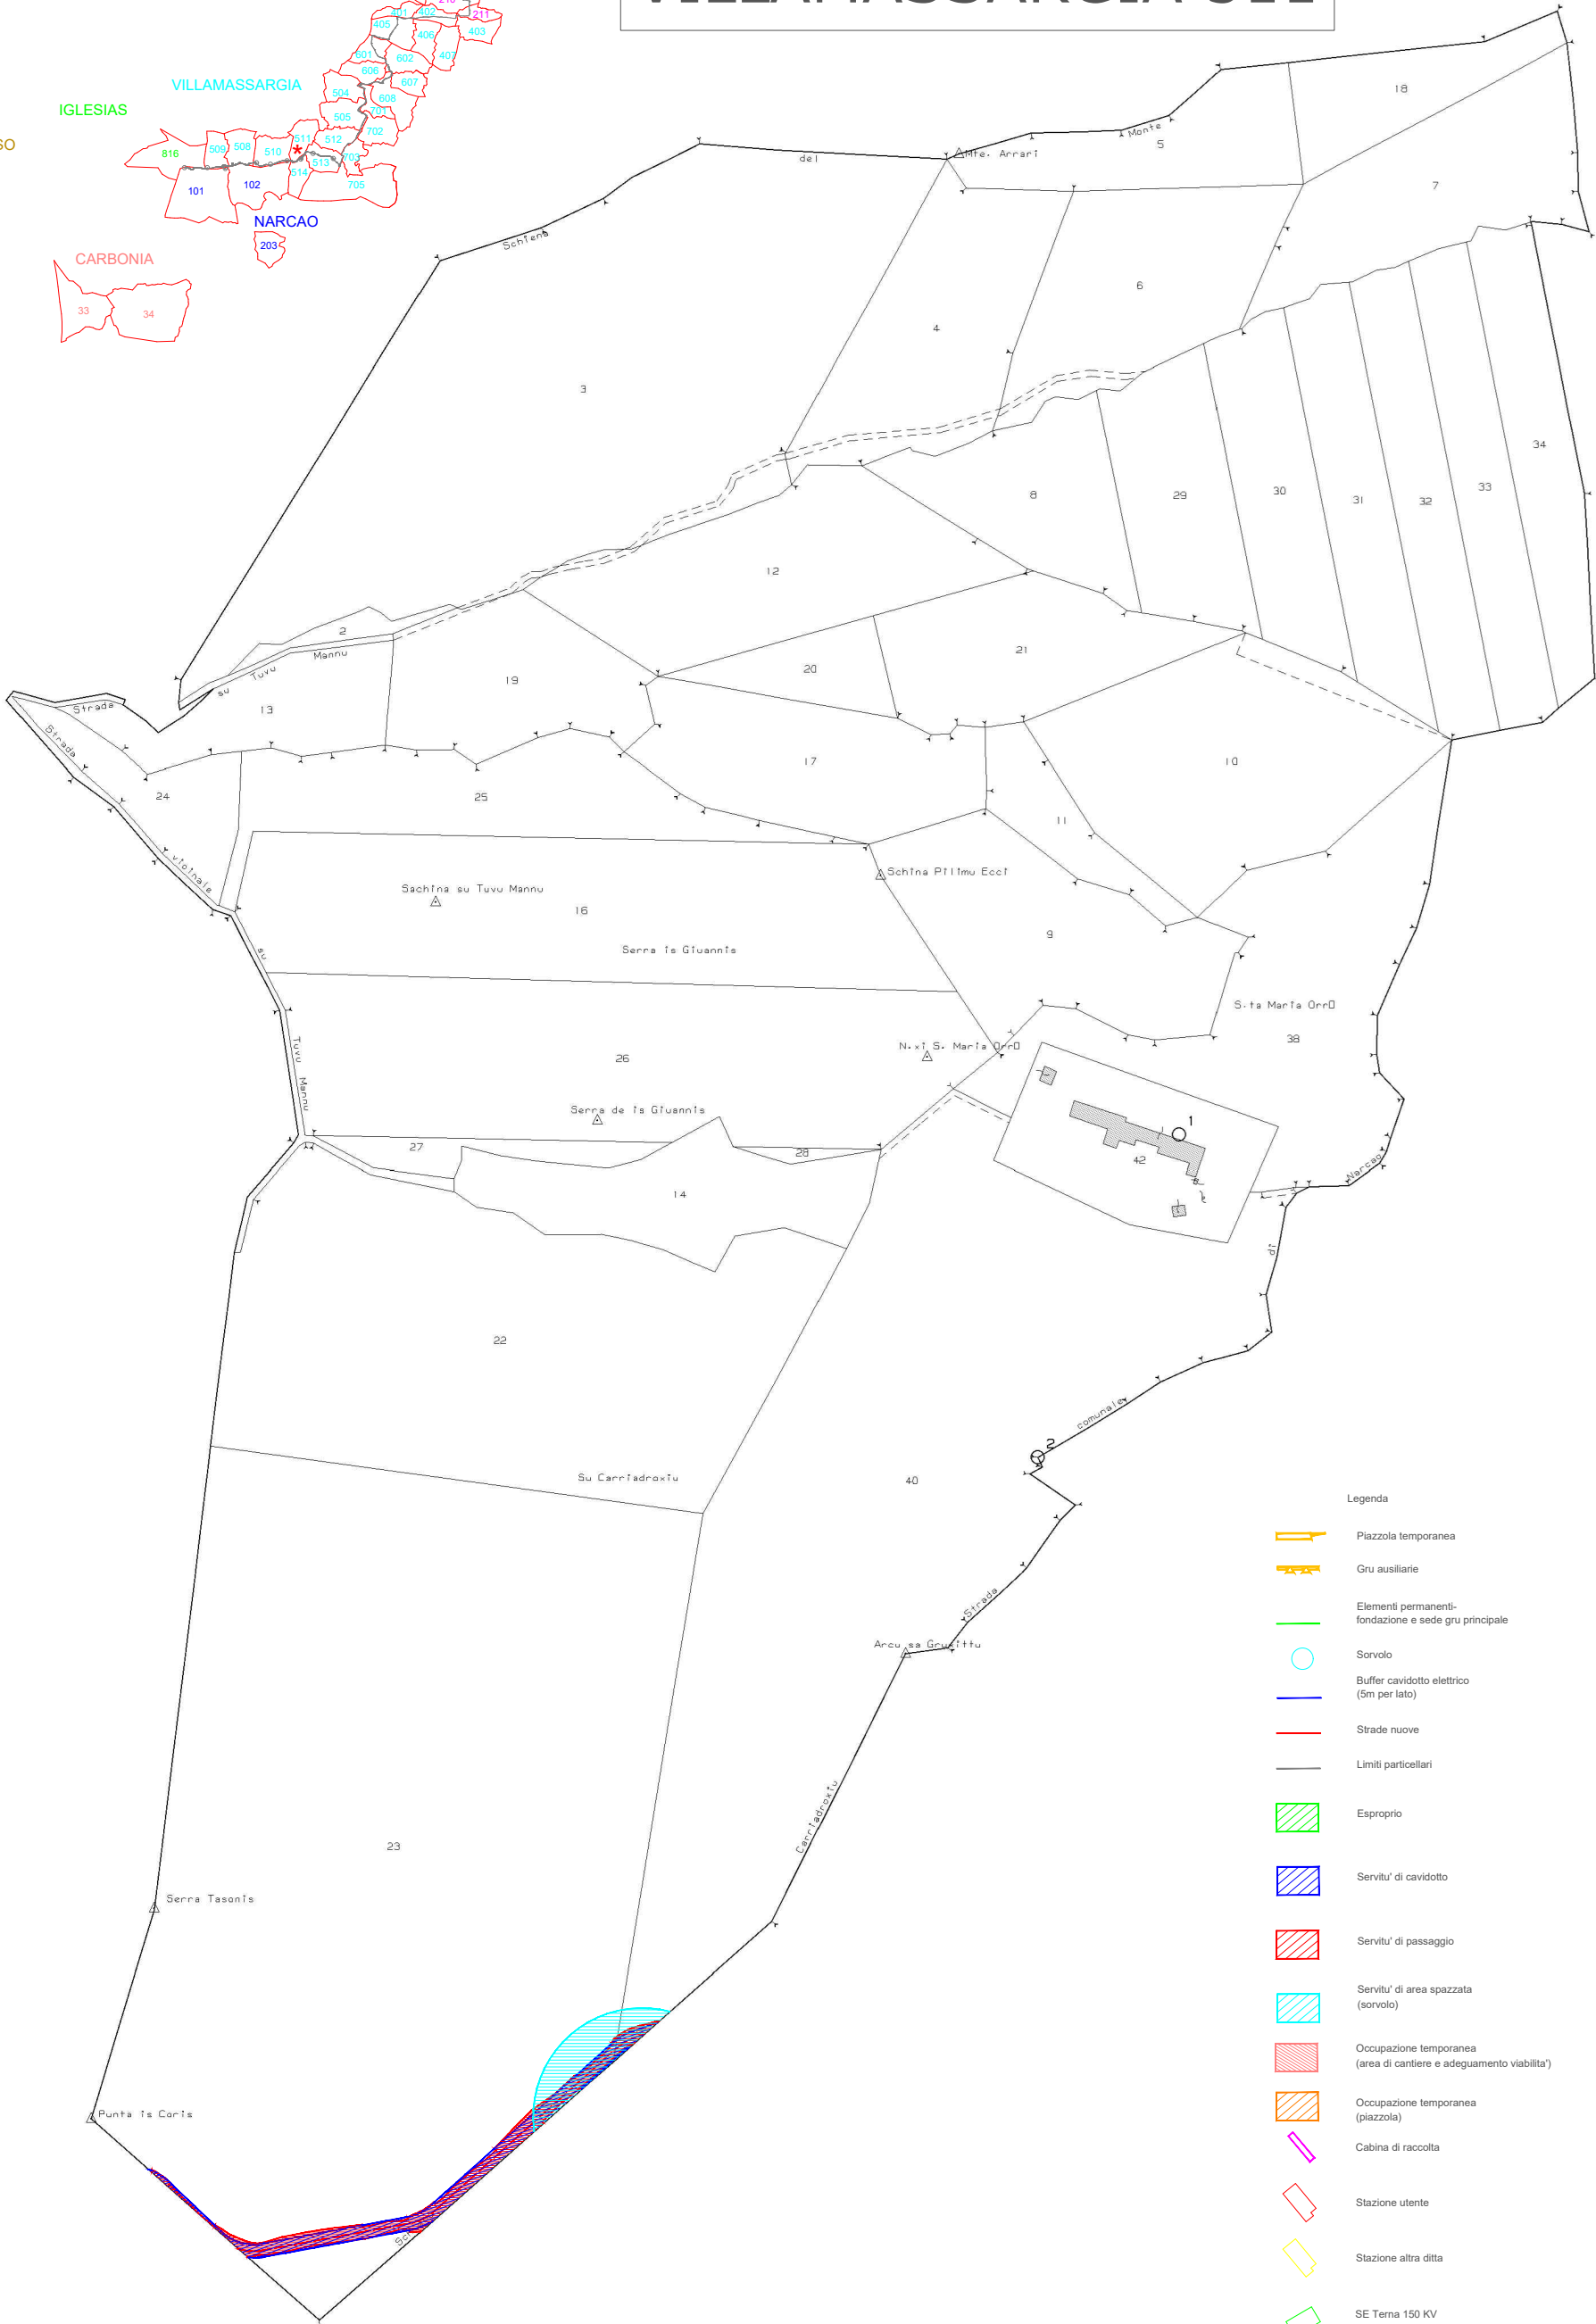 211
401
402
405
406
407
403
601
602
606
607
VILLAMASSARGIA
504
608
IGLESIAS
505
701
702
SO
816
509
508
510
511
512
513
703
514
705
101
102
NARCAO
203
CARBONIA
33
34
18
Monte
5
Mte. Arrari
del
7
Schiena
6
4
3
34
33
32
31
30
29
8
12
2
Mannu
Tuvu
su
21
20
19
13
Strada
Strada
24
25
17
10
11
vicinale
Schina Pilimu Ecci
Sachina su Tuvu Mannu
16
9
Serra is Giuannis
su
S.ta Maria Orrò
38
N.xi S. Maria Orrò
26
Tuvu
Mannu
Serra de is Giuannis
27
28
1
42
14
Narcao
di
22
comunale
2
Su Carriadroxiu
40
Legenda
Piazzola temporanea
Gru ausiliarie
Elementi permanenti-
fondazione e sede gru principale
Strada
Arcu sa Gruxittu
Sorvolo
Buffer cavidotto elettrico
(5m per lato)
Strade nuove
Limiti particellari
Carriadroxiu
Esproprio
23
Servitu' di cavidotto
Serra Tasonis
Servitu' di passaggio
Servitu' di area spazzata
(sorvolo)
Occupazione temporanea
(area di cantiere e adeguamento viabilita')
Occupazione temporanea
(piazzola)
Punta is Coris
Cabina di raccolta
Stazione utente
Stazione altra ditta
SE Terna 150 KV